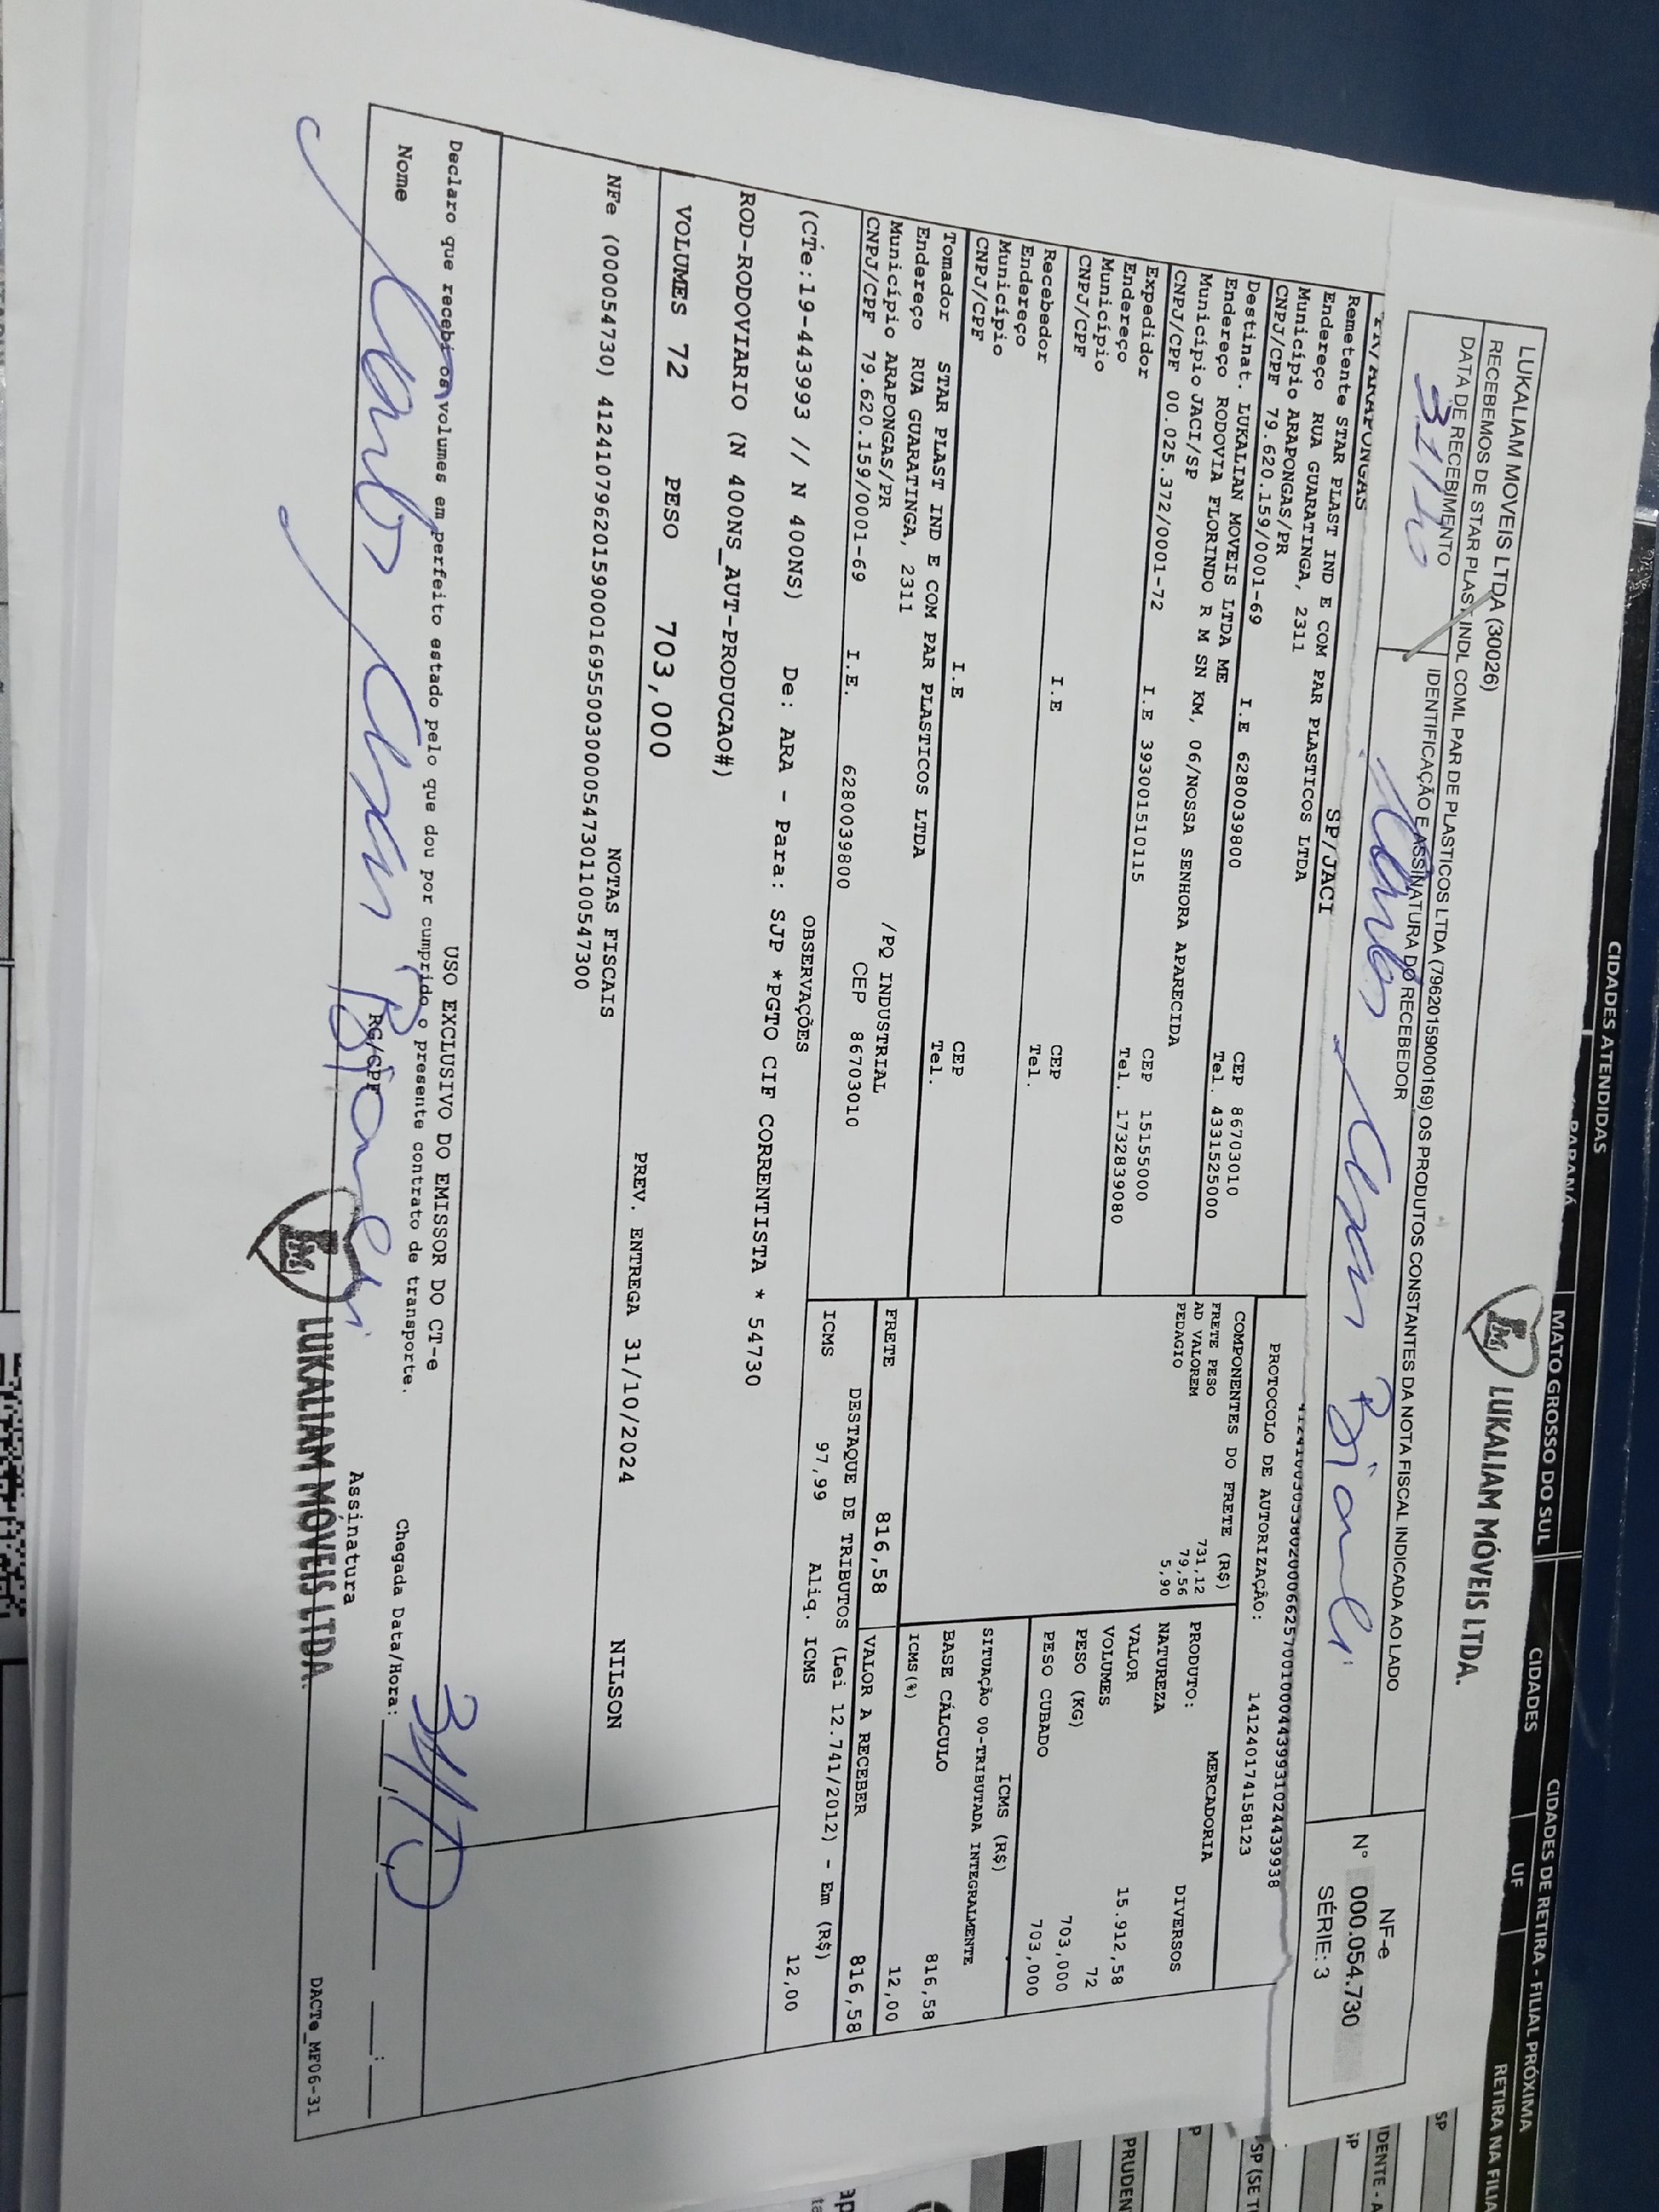 CIDADES ATENDIDAS
PARANÁ
MATO GROSSO DO SUL
CIDADES
CIDADES DE RETIRA - FILIAL PRÓXIMA
UF
RETIRA NA FILIA
LUKALIAM MÓVEIS LTDA.
LUKALIAM MOVEIS LTDA (30026)
RECEBEMOS DE STAR PLAST INDL COML PAR DE PLASTICOS LTDA (79620159000169) OS PRODUTOS CONSTANTES DA NOTA FISCAL INDICADA AO LADO
DATA DE RECEBIMENTO
IDENTIFICAÇÃO E ASSINATURA DO RECEBEDOR
31/10
NF-e
N° 000.054.730
SÉRIE: 3
PR/ARAPONGAS
SP/JACI
41241003053802000662570010004439931024439938
PROTOCOLO DE AUTORIZAÇÃO: 141240174158123
Remetente STAR PLAST IND E COM PAR PLASTICOS LTDA
Endereço RUA GUARATINGA, 2311
Município ARAPONGAS/PR CEP 86703010
CNPJ/CPF 79.620.159/0001-69 I.E 6280039800 Tel. 4331525000
Destinat. LUKALIAN MOVEIS LTDA ME
Endereço RODOVIA FLORINDO R M SN KM, 06/NOSSA SENHORA APARECIDA
Município JACI/SP CEP 15155000
CNPJ/CPF 00.025.372/0001-72 I.E 393001510115 Tel. 1732839080
Expedidor
Endereço
Município CEP
CNPJ/CPF I.E Tel.
Recebedor
Endereço
Município CEP
CNPJ/CPF I.E Tel.
Tomador STAR PLAST IND E COM PAR PLASTICOS LTDA
Endereço RUA GUARATINGA, 2311 /PQ INDUSTRIAL
Município ARAPONGAS/PR CEP 86703010
CNPJ/CPF 79.620.159/0001-69 I.E. 6280039800
COMPONENTES DO FRETE (R$)
FRETE PESO 731,12
AD VALOREM 79,56
PEDAGIO 5,90
FRETE 816,58
MERCADORIA
PRODUTO: DIVERSOS
NATUREZA
VALOR 15.912,58
VOLUMES 72
PESO (KG) 703,000
PESO CUBADO 703,000
ICMS (R$)
SITUAÇÃO 00-TRIBUTADA INTEGRALMENTE
BASE CÁLCULO 816,58
ICMS(%) 12,00
VALOR A RECEBER 816,58
DESTAQUE DE TRIBUTOS (Lei 12.741/2012) - Em (R$)
ICMS 97,99 Aliq. ICMS 12,00
OBSERVAÇÕES
(CTe:19-443993 // N 400NS) De: ARA - Para: SJP *PGTO CIF CORRENTISTA * 54730
ROD-RODOVIARIO (N 400NS_AUT-PRODUCAO#)
VOLUMES 72 PESO 703,000
PREV. ENTREGA 31/10/2024 NILSON
NOTAS FISCAIS
NFe (000054730) 41241079620159000169550030000547301100547300
USO EXCLUSIVO DO EMISSOR DO CT-e
Declaro que recebi os volumes em perfeito estado pelo que dou por cumprido o presente contrato de transporte.
31/10
Nome
RG/CPF
Chegada Data/Hora:
Assinatura
LUKALIAM MÓVEIS LTDA.
DACTe_MF06-31